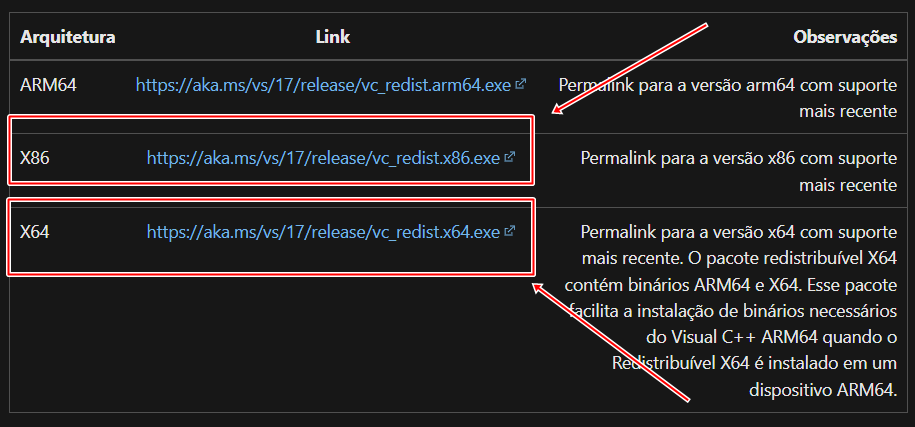 Arquitetura Link Observações
ARM64 https://aka.ms/vs/17/release/vc_redist.arm64.exe Permalink para a versão arm64 com suporte
mais recente
X86 https://aka.ms/vs/17/release/vc_redist.x86.exe Permalink para a versão x86 com suporte
mais recente
X64 https://aka.ms/vs/17/release/vc_redist.x64.exe Permalink para a versão x64 com suporte
mais recente. O pacote redistribuível X64
contém binários ARM64 e X64. Esse pacote
facilita a instalação de binários necessários
do Visual C++ ARM64 quando o
Redistribuível X64 é instalado em um
dispositivo ARM64.